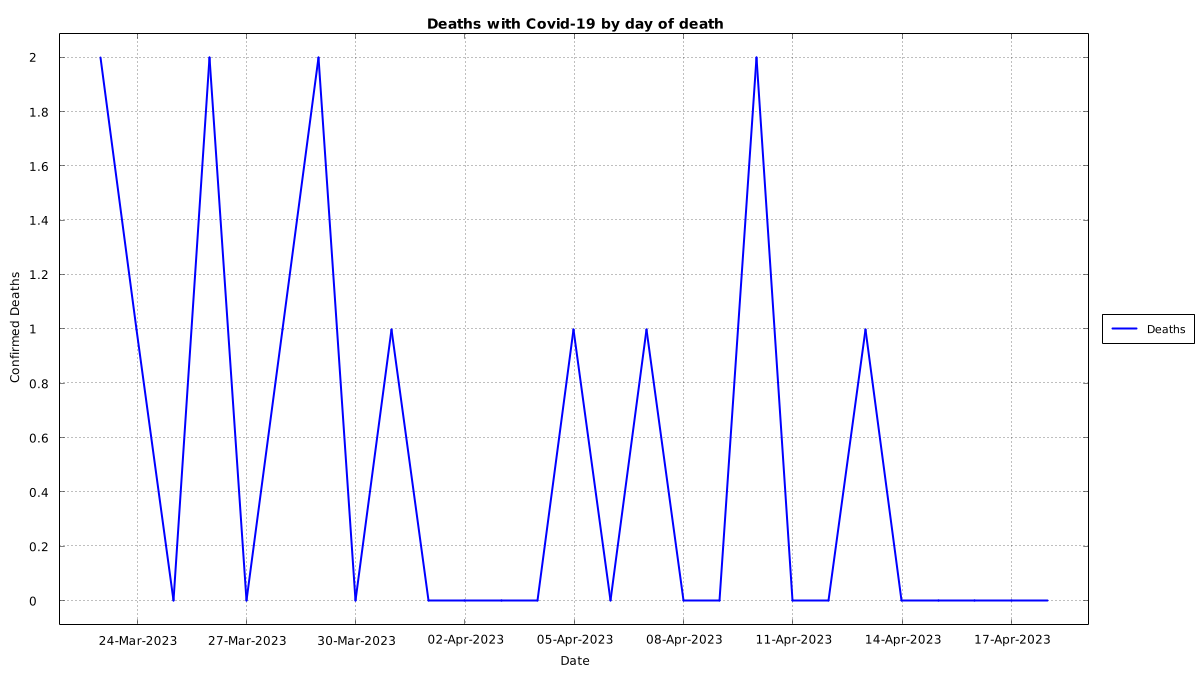 Deaths with Covid-19 by day of death
2
1.8
1.6
1.4
1.2
1
0.8
0.6
0.4
0.2
0
Confirmed Deaths
24-Mar-2023
27-Mar-2023
30-Mar-2023
02-Apr-2023
05-Apr-2023
08-Apr-2023
11-Apr-2023
14-Apr-2023
17-Apr-2023
Date
Deaths